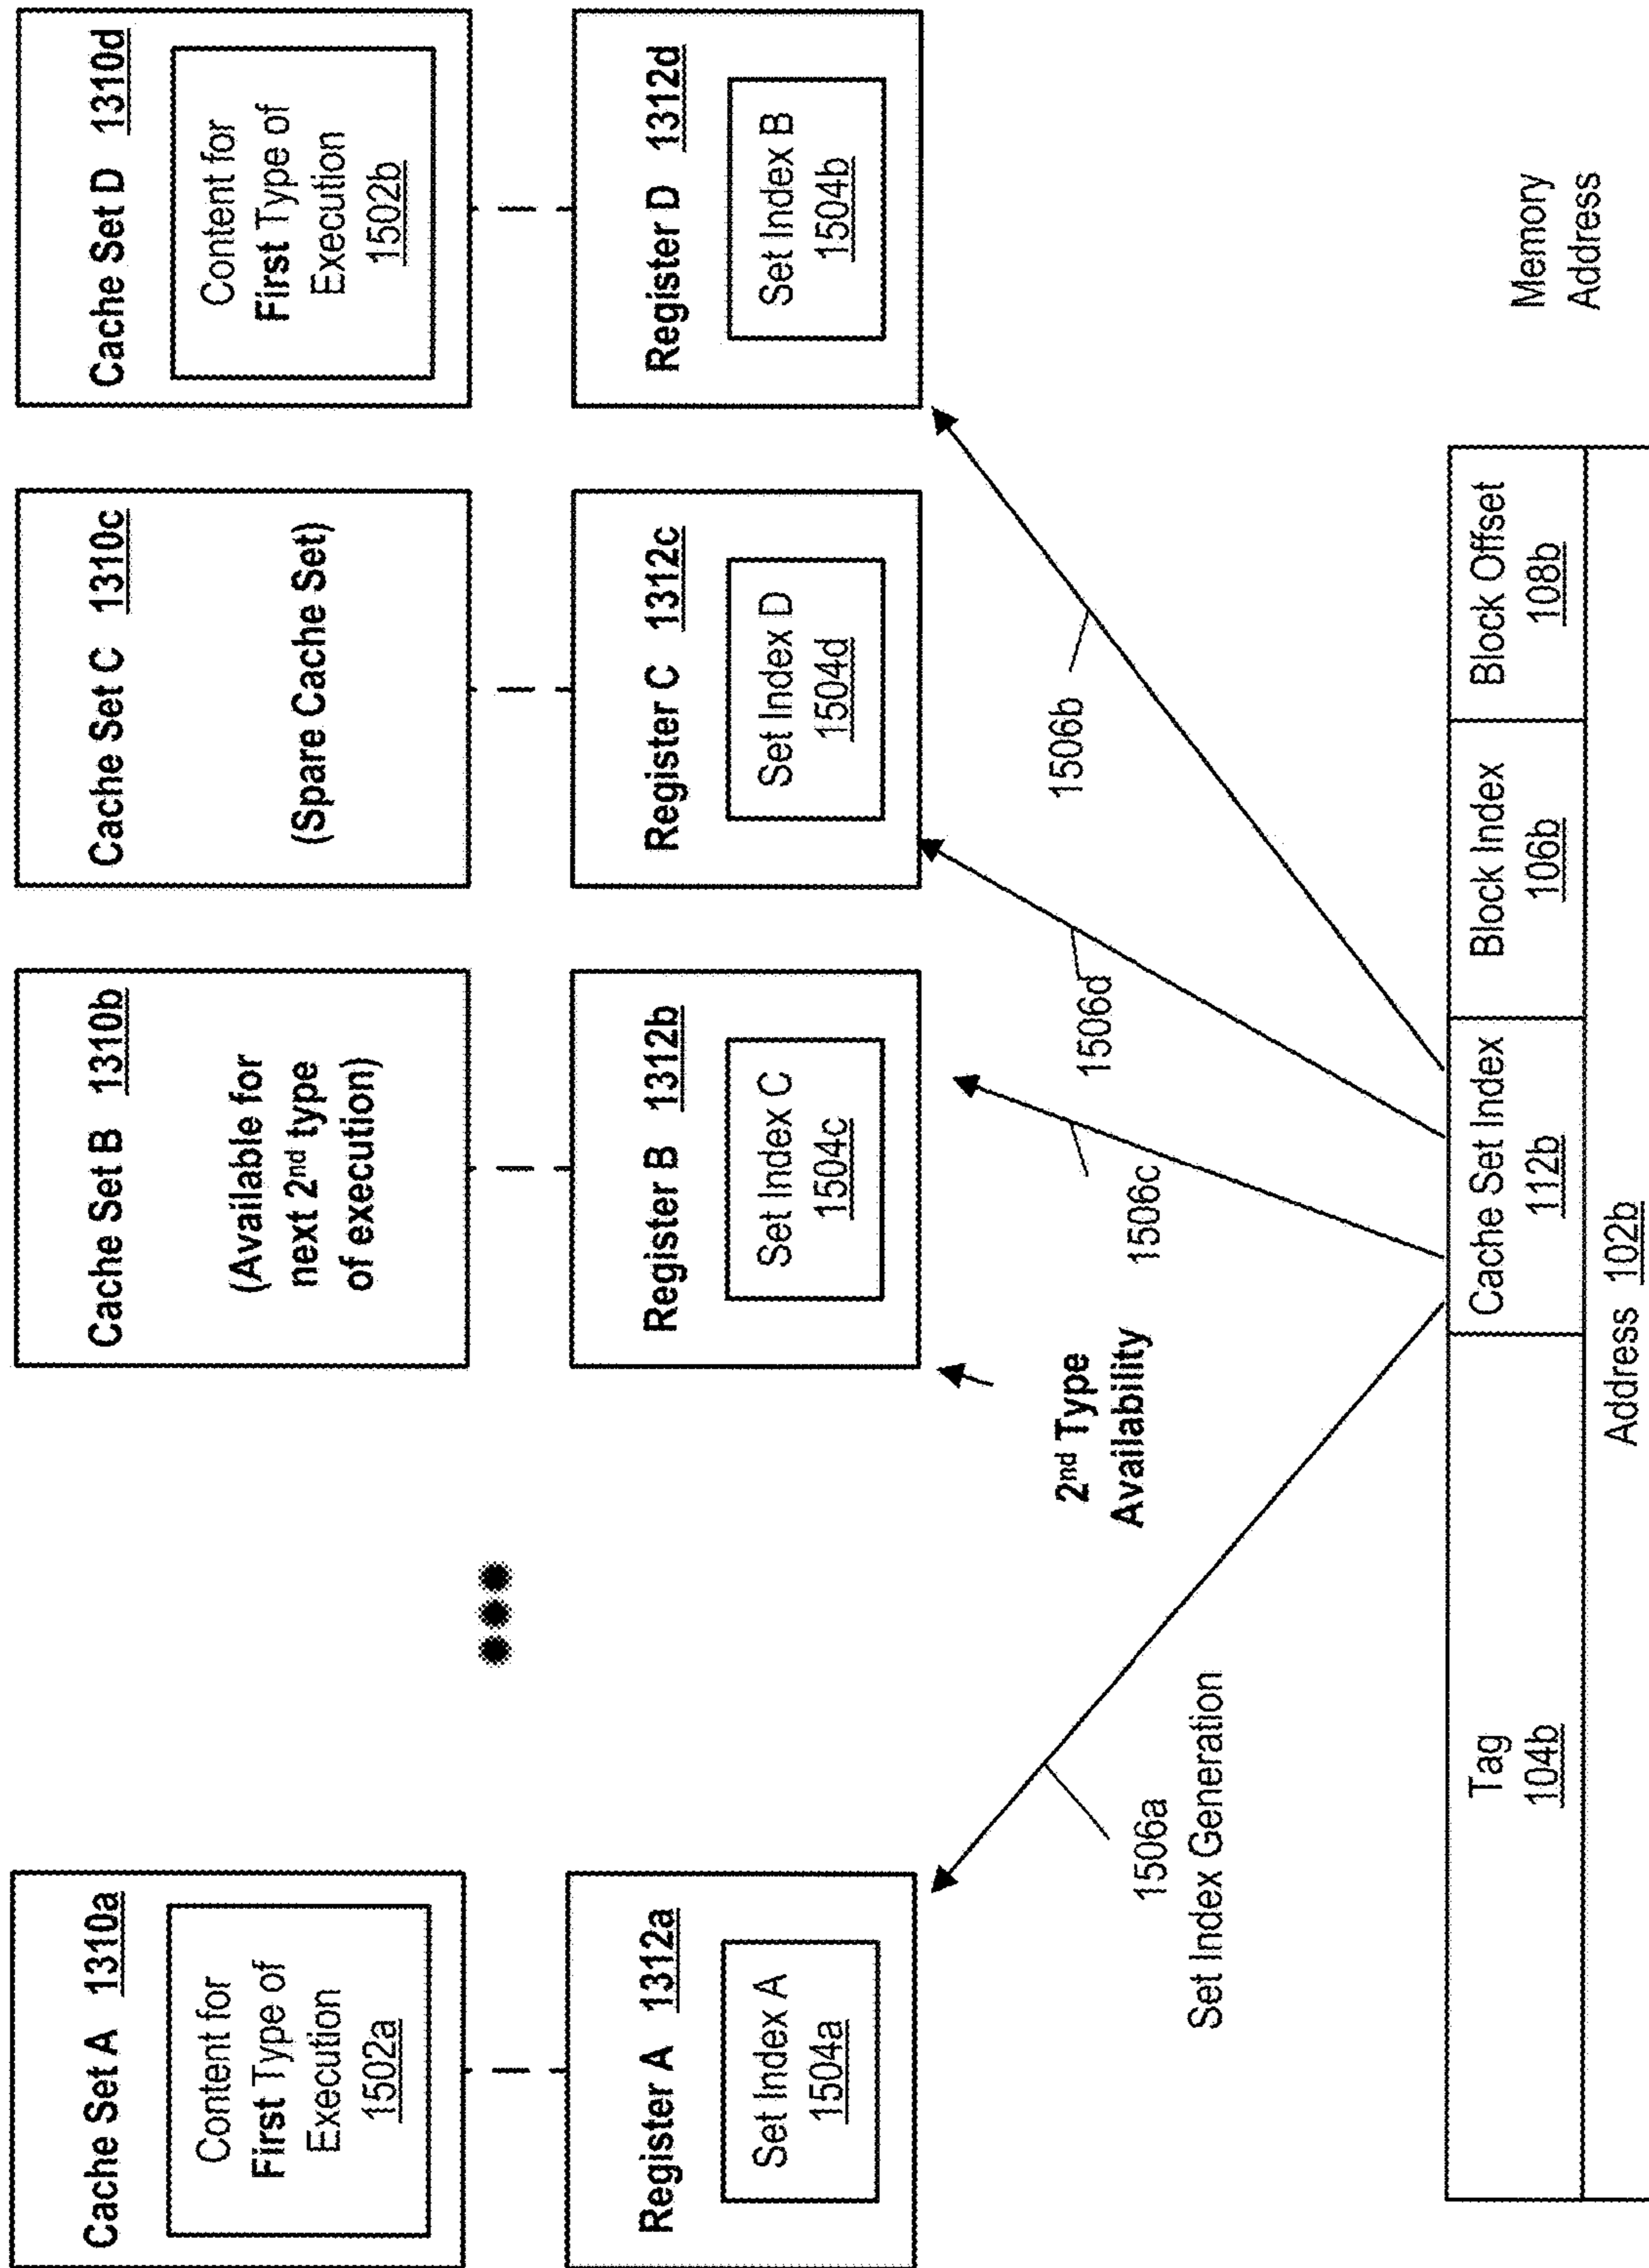 Cache Set A 1310a
Content for
First Type of
Execution
1502a
Cache Set B 1310b
(Available for
next 2nd type
of execution)
Cache Set C 1310c
(Spare Cache Set)
Cache Set D 1310d
Content for
First Type of
Execution
1502b
Register A 1312a
Set Index A
1504a
Register B 1312b
Set Index C
1504c
Register C 1312c
Set Index D
1504d
Register D 1312d
Set Index B
1504b
2nd Type
Availability
1506a
Set Index Generation
1506c
1506d
1506b
Tag
104b
Cache Set Index
112b
Block Index
106b
Block Offset
108b
Memory
Address
Address 102b